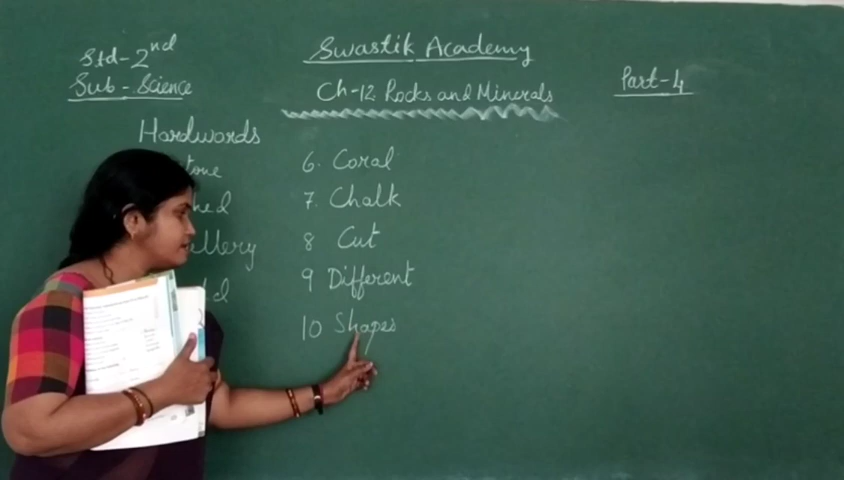 Std-2nd
Swastik Academy
Sub-Science
Ch-12. Rocks and Minerals
Part-4
Hardwords
6. Coral
7. Chalk
8 Cut
9 Different
10 Shapes